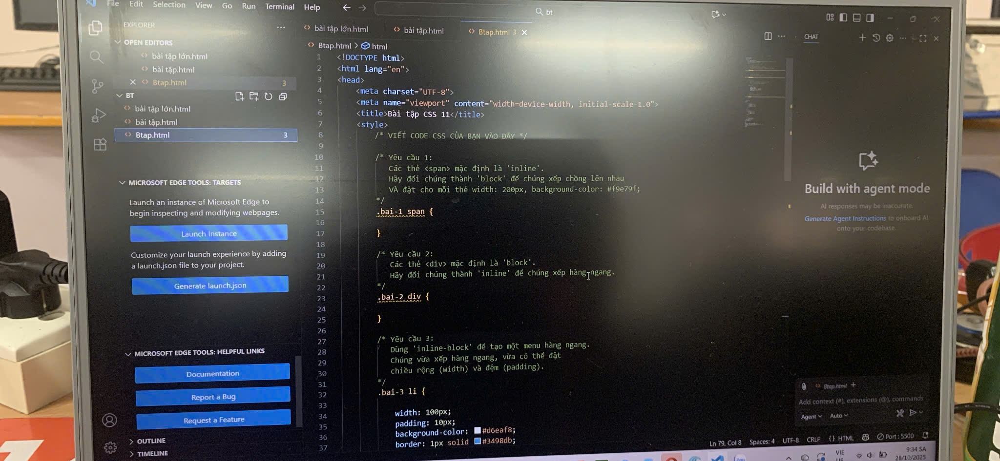 File Edit Selection View Go Run Terminal Help
bt
EXPLORER
OPEN EDITORS
bài tập lớn.html
bài tập.html
Btap.html 3
BT
bài tập lớn.html
bài tập.html
Btap.html 3
MICROSOFT EDGE TOOLS: TARGETS
Launch an instance of Microsoft Edge to
begin inspecting and modifying webpages.
Launch Instance
Customize your launch experience by adding
a launch.json file to your project.
Generate launch.json
MICROSOFT EDGE TOOLS: HELPFUL LINKS
Documentation
Report a Bug
Request a Feature
OUTLINE
TIMELINE
bài tập lớn.html bài tập.html Btap.html 3
Btap.html > html
1 <!DOCTYPE html>
2 <html lang="en">
3 <head>
4 <meta charset="UTF-8">
5 <meta name="viewport" content="width=device-width, initial-scale-1.0">
6 <title>Bài tập CSS 11</title>
7 <style>
8 /* VIẾT CODE CSS CỦA BẠN VÀO ĐÂY */
9
10 /* Yêu cầu 1:
11 Các thẻ <span> mặc định là 'inline'.
12 Hãy đổi chúng thành 'block' để chúng xếp chồng lên nhau
13 VÀ đặt cho mỗi thẻ width: 200px, background-color: #f9e79f;
14 */
15 .bai-1 span {
16
17 }
18
19 /* Yêu cầu 2:
20 Các thẻ <div> mặc định là 'block'.
21 Hãy đổi chúng thành 'inline' để chúng xếp hàng ngang.
22 */
23 .bai-2 div {
24
25 }
26
27 /* Yêu cầu 3:
28 Dùng 'inline-block' để tạo một menu hàng ngang.
29 Chúng vừa xếp hàng ngang, vừa có thể đặt
30 chiều rộng (width) và đệm (padding).
31 */
32 .bai-3 li {
33
34 width: 100px;
35 padding: 10px;
36 background-color: #d6eaf8;
37 border: 1px solid #3498db;
CHAT
Build with agent mode
AI responses may be inaccurate.
Generate Agent Instructions to onboard AI
onto your codebase.
Btap.html
Add context (#), extensions (@), commands
Agent Auto
Ln 79, Col 8 Spaces: 4 UTF-8 CRLF {} HTML Port : 5500
VIE
US
9:34 SA
28/10/2025